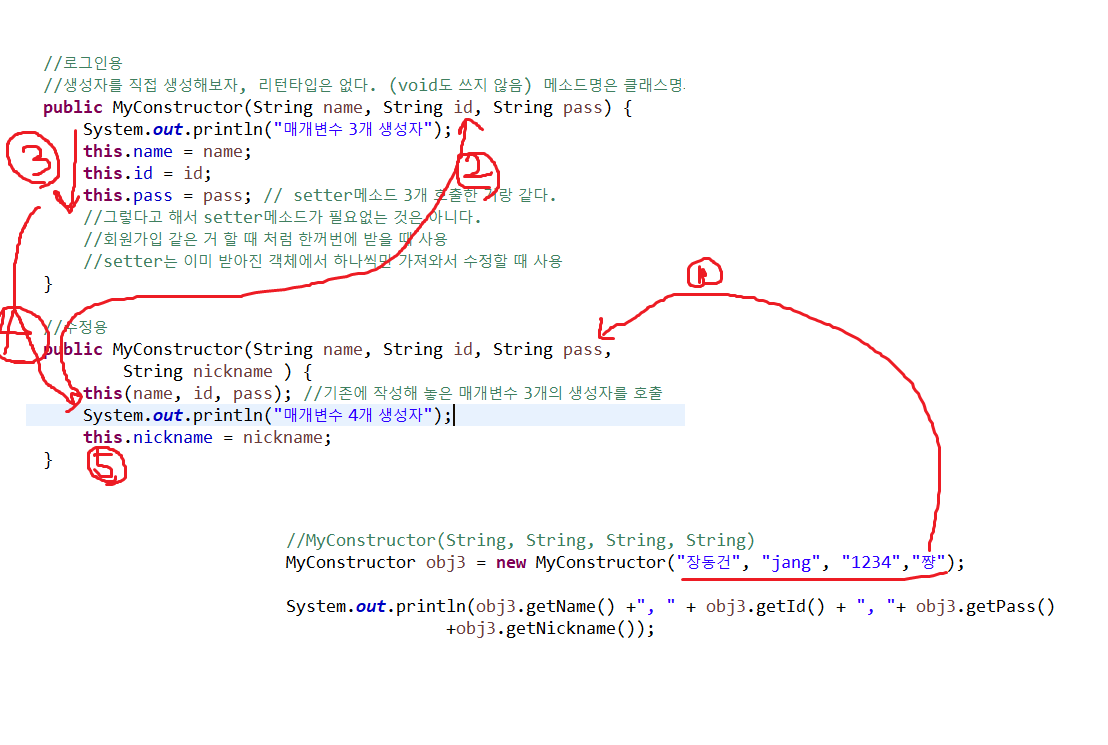 //로그인용
//생성자를 직접 생성해보자, 리턴타입은 없다. (void도 쓰지 않음) 메소드명은 클래스명.
public MyConstructor(String name, String id, String pass) {
System.out.println("매개변수 3개 생성자");
this.name = name;
this.id = id;
this.pass = pass; // setter메소드 3개 호출한 거랑 같다.
//그렇다고 해서 setter메소드가 필요없는 것은 아니다.
//회원가입 같은 거 할 때 처럼 한꺼번에 받을 때 사용
//setter는 이미 받아진 객체에서 하나씩만 가져와서 수정할 때 사용
}
//수정용
public MyConstructor(String name, String id, String pass,
String nickname ) {
this(name, id, pass); //기존에 작성해 놓은 매개변수 3개의 생성자를 호출
System.out.println("매개변수 4개 생성자");
this.nickname = nickname;
}
//MyConstructor(String, String, String, String)
MyConstructor obj3 = new MyConstructor("장동건", "jang", "1234","쨩");
System.out.println(obj3.getName() +", " + obj3.getId() + ", "+ obj3.getPass()
+obj3.getNickname());
3
2
5